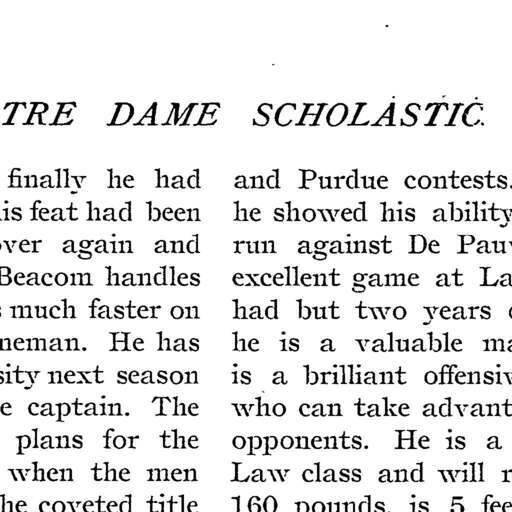 TRE DAME SCHOLASTIC.
finally he had
is feat had been
over again and
Beacom handles
much faster on
neman. He has
sity next season
e captain. The
plans for the
when the men
he coveted title
and Purdue contests.
he showed his ability
run against De Pauw
excellent game at La
had but two years
he is a valuable ma
is a brilliant offensiv
who can take advant
opponents. He is a
Law class and will r
160 pounds, is 5 fee